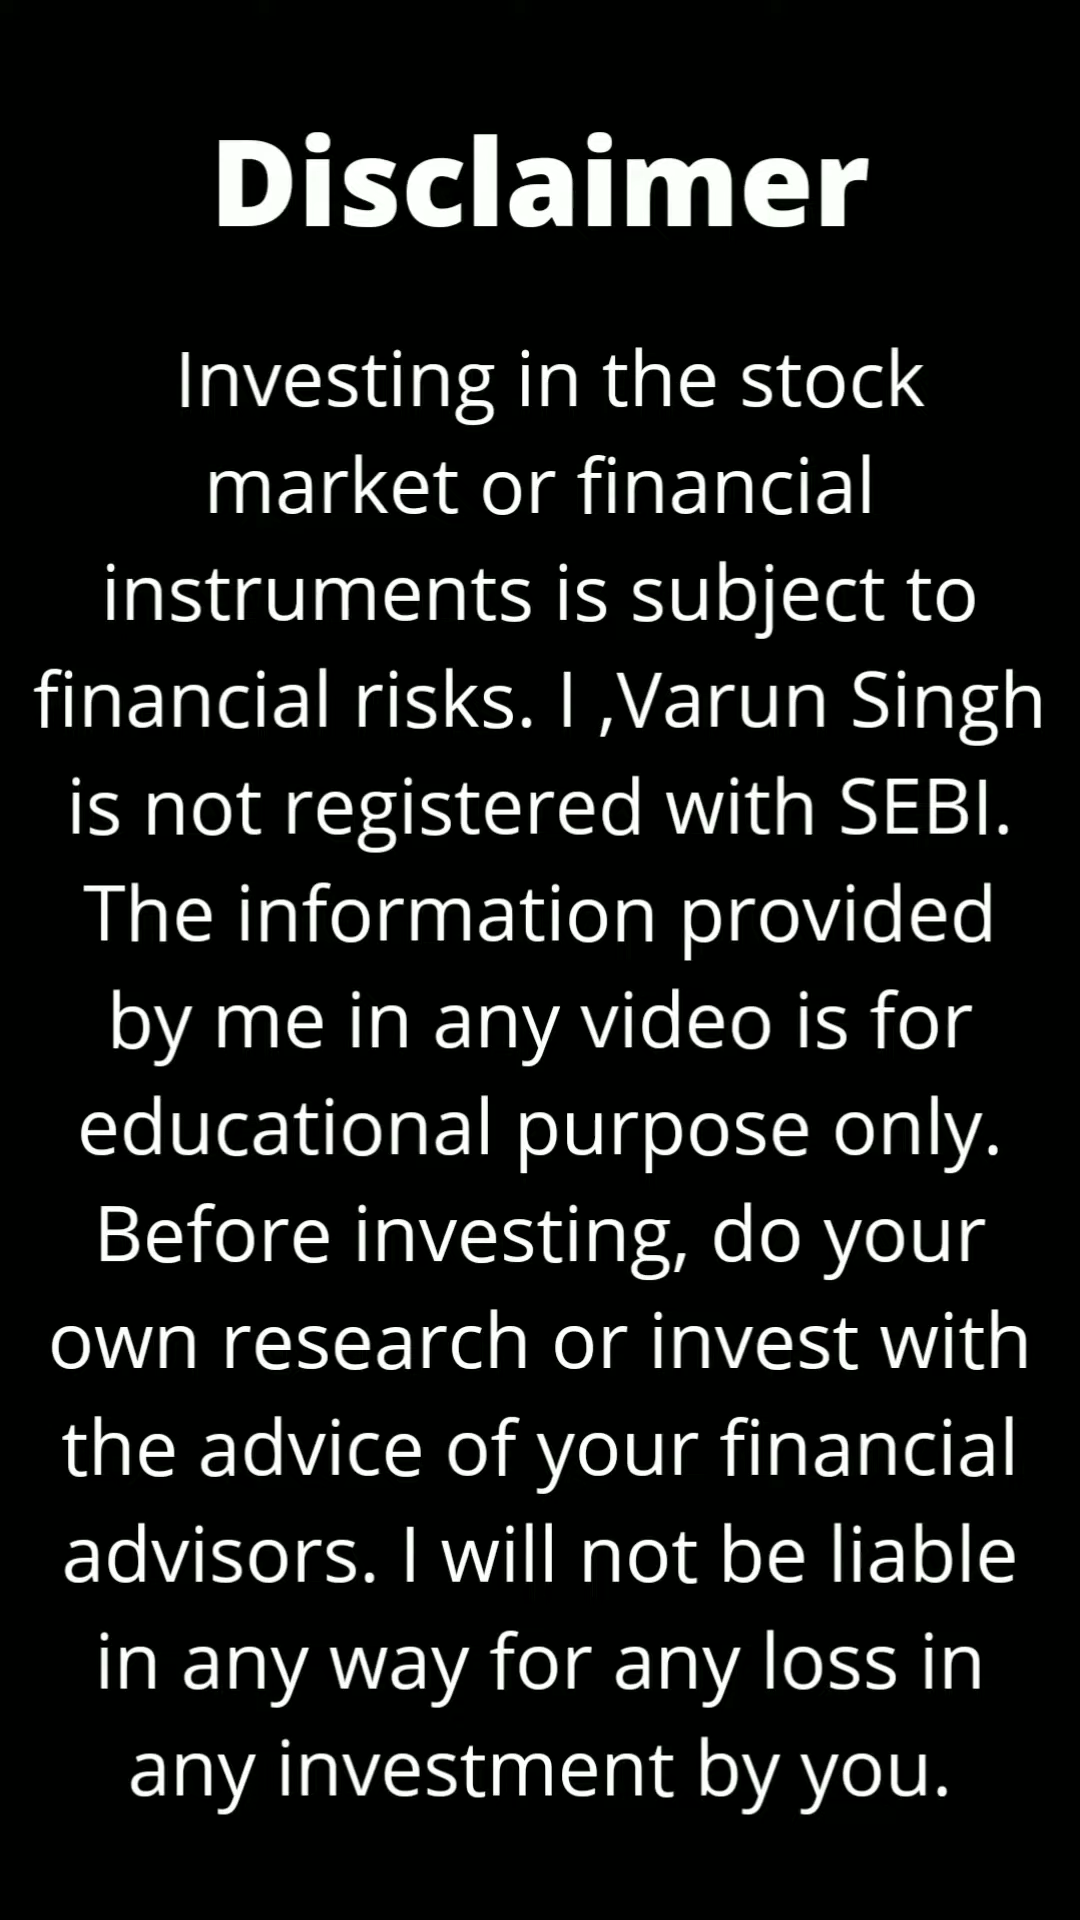 Disclaimer
Investing in the stock
market or financial
instruments is subject to
financial risks. I ,Varun Singh
is not registered with SEBI.
The information provided
by me in any video is for
educational purpose only.
Before investing, do your
own research or invest with
the advice of your financial
advisors. I will not be liable
in any way for any loss in
any investment by you.